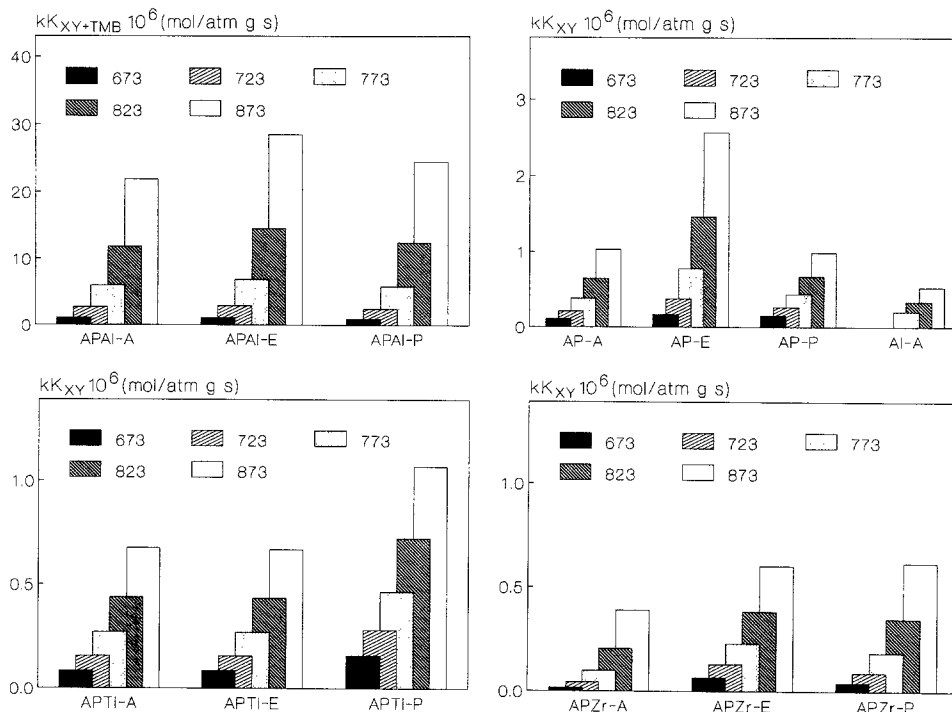 kK_XY+TMB 10^6 (mol/atm g s)
40
30
20
10
0
673 723 773
823 873
APAl-A APAl-E APAl-P
kK_XY 10^6 (mol/atm g s)
3
2
1
0
673 723 773
823 873
AP-A AP-E AP-P Al-A
kK_XY 10^6 (mol/atm g s)
1.0
0.5
0.0
673 723 773
823 873
APTi-A APTi-E APTi-P
kK_XY 10^6 (mol/atm g s)
1.0
0.5
0.0
673 723 773
823 873
APZr-A APZr-E APZr-P